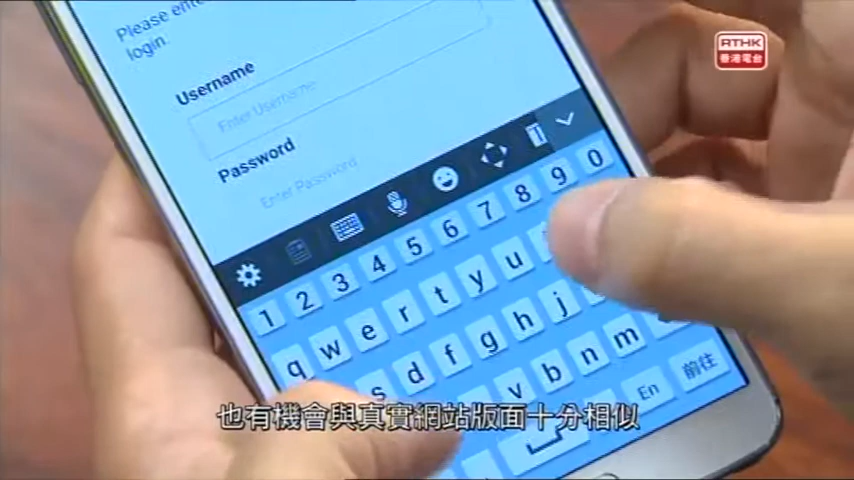 Please ente
login.
RTHK
香港電台
Username
Enter Username
Password
Enter Password
T
1 2 3 4 5 6 7 8 9 0
q w e r t y u
s d f g h j
v b n m
En 前往
也有機會與真實網站版面十分相似